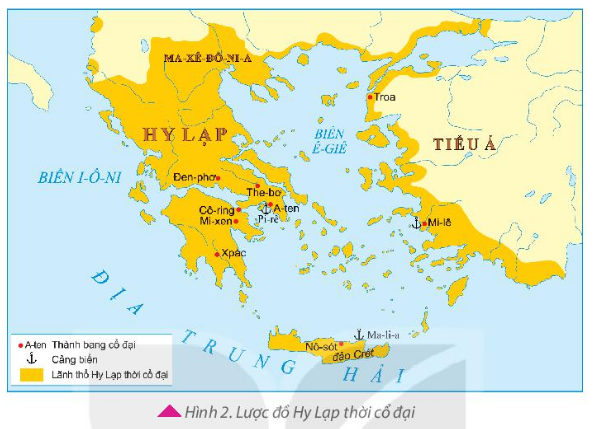 MA-XÊ-ĐÔ-NI-A
Troa
HY LẠP
BIỂN
Ê-GIÊ
TIỂU Á
BIỂN I-Ô-NI
Đen-phơ
The-bơ
Cô-ring
A-ten
Pi-rê
Mi-xen
Mi-lê
Xpác
ĐỊA TRUNG HẢI
Ma-li-a
Nô-sốt
đảo Crét
A-ten Thành bang cổ đại
Cảng biển
Lãnh thổ Hy Lạp thời cổ đại
Hình 2. Lược đồ Hy Lạp thời cổ đại